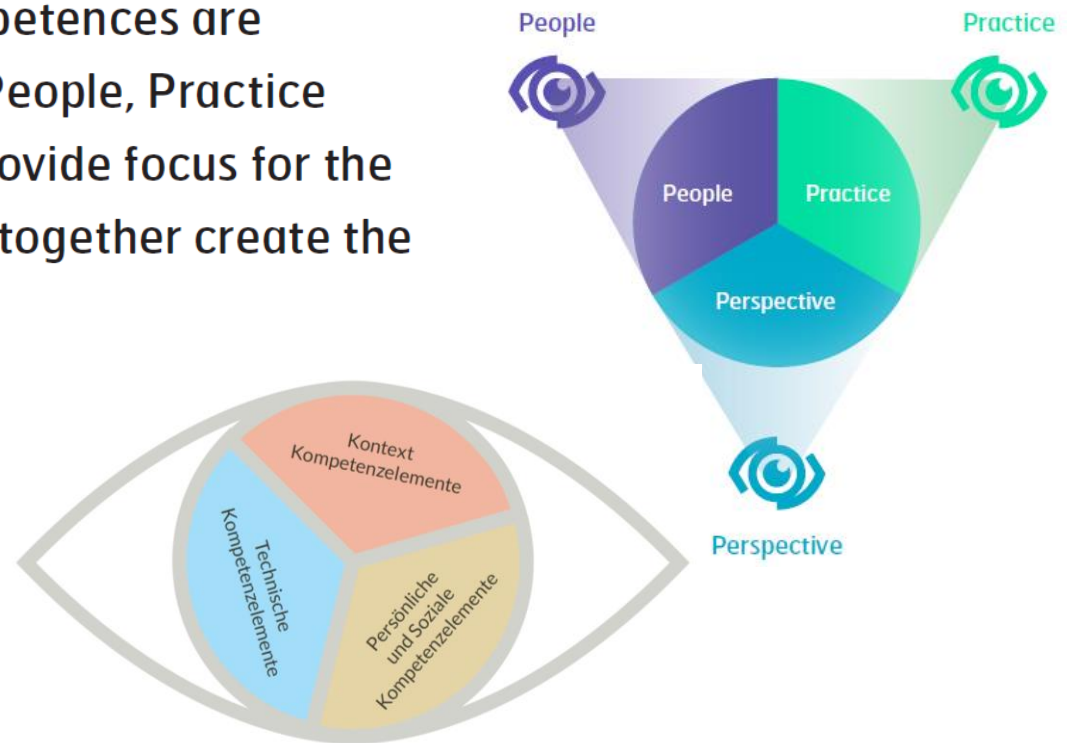 petences are
People, Practice
ovide focus for the
together create the
People
Practice
People
Practice
Perspective
Perspective
Kontext
Kompetenzelemente
Technische
Kompetenzelemente
Persönliche
und Soziale
Kompetenzelemente